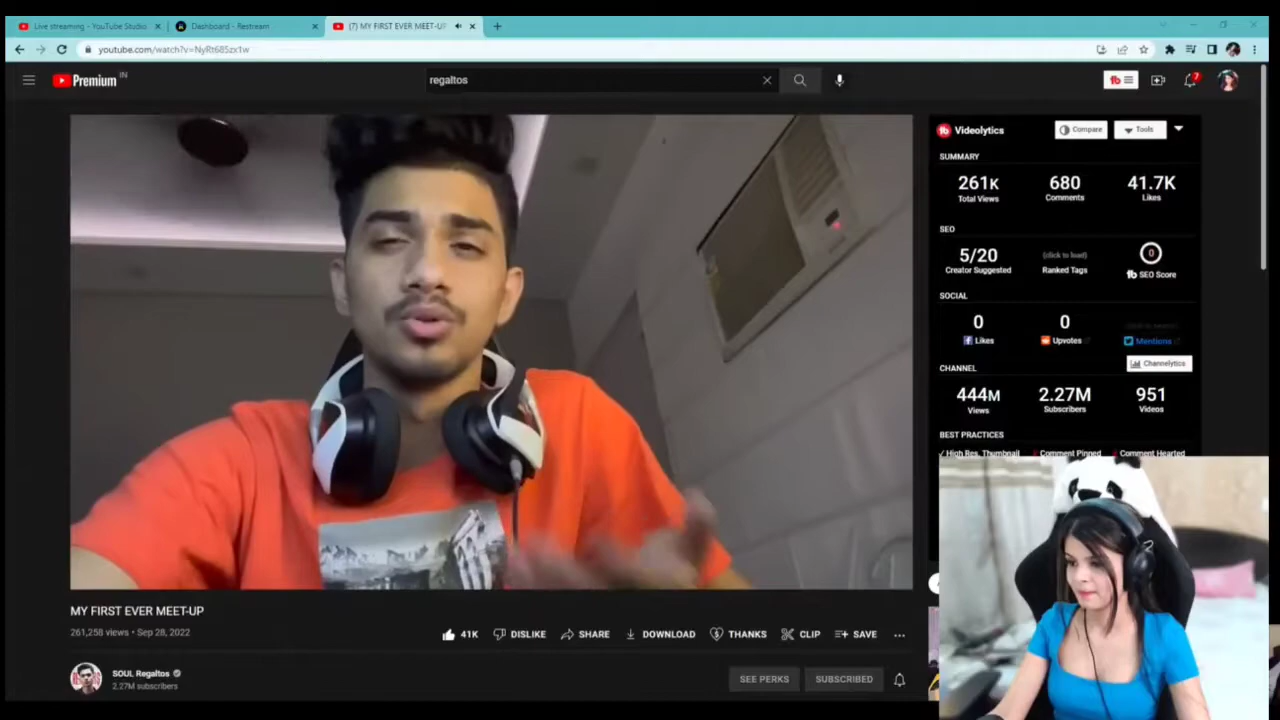 Live streaming - YouTube Studio
Dashboard - Restream
(7) MY FIRST EVER MEET-UP
youtube.com/watch?v=NyRt685zx1w
Premium IN
regaltos
7
Videolytics
Compare
Tools
SUMMARY
261K 680 41.7K
Total Views Comments Likes
SEO
5/20 (click to load) 0
Creator Suggested Ranked Tags SEO Score
SOCIAL
0 0
Likes Upvotes Mentions
CHANNEL Channelytics
444M 2.27M 951
Views Subscribers Videos
BEST PRACTICES
High Res. Thumbnail Comment Pinned Comment Hearted
MY FIRST EVER MEET-UP
261,258 views • Sep 28, 2022
41K DISLIKE SHARE DOWNLOAD THANKS CLIP SAVE
SOUL Regaltos
2.27M subscribers
SEE PERKS SUBSCRIBED